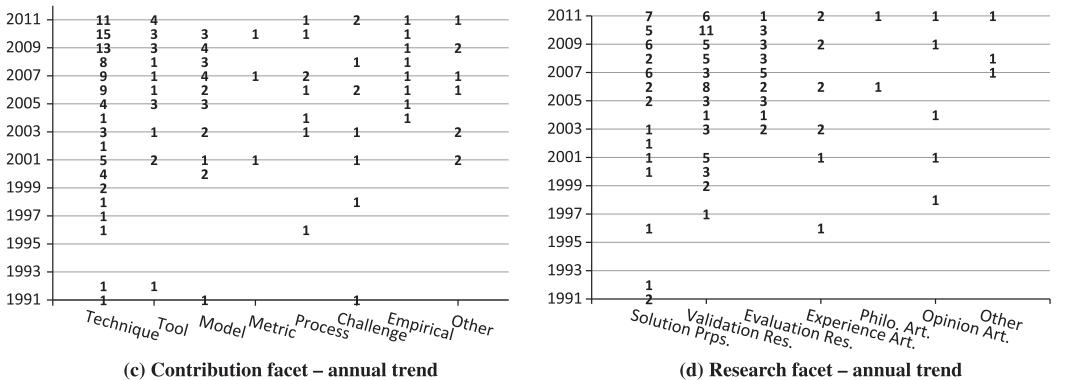 2011 11 4 1 2 1 1
15 3 3 1 1 1
2009 13 3 4 1 2
8 1 3 1 1
2007 9 1 4 1 2 1 1
9 1 2 1 2 1 1
2005 4 3 3 1
1 1 1
2003 3 1 2 1 1 2
1
2001 5 2 1 1 1 2
4 2
1999 2
1 1
1997 1
1 1
1995
1993
1 1
1991 1 1 1
Technique Tool Model Metric Process Challenge Empirical Other
(c) Contribution facet – annual trend
2011 7 6 1 2 1 1 1
5 11 3
2009 6 5 3 2 1
2 5 3 1
2007 6 3 5 1
2 8 2 2 1
2005 2 3 3
1 1 1
2003 1 3 2 2
1
2001 1 5 1 1
1 3
1999 2
1
1997 1
1 1
1995
1993
1
1991 2
Solution Prps. Validation Res. Evaluation Res. Experience Art. Philo. Art. Opinion Art. Other
(d) Research facet – annual trend